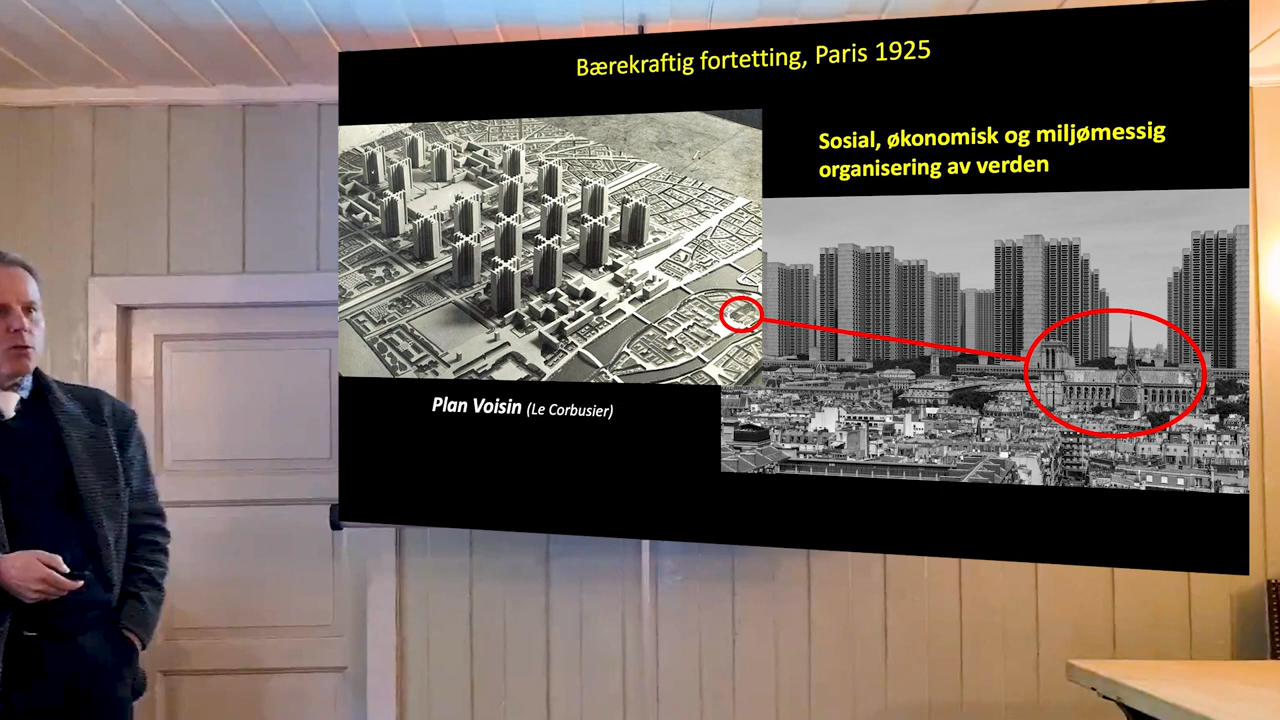 Bærekraftig fortetting, Paris 1925
Sosial, økonomisk og miljømessig
organisering av verden
Plan Voisin (Le Corbusier)